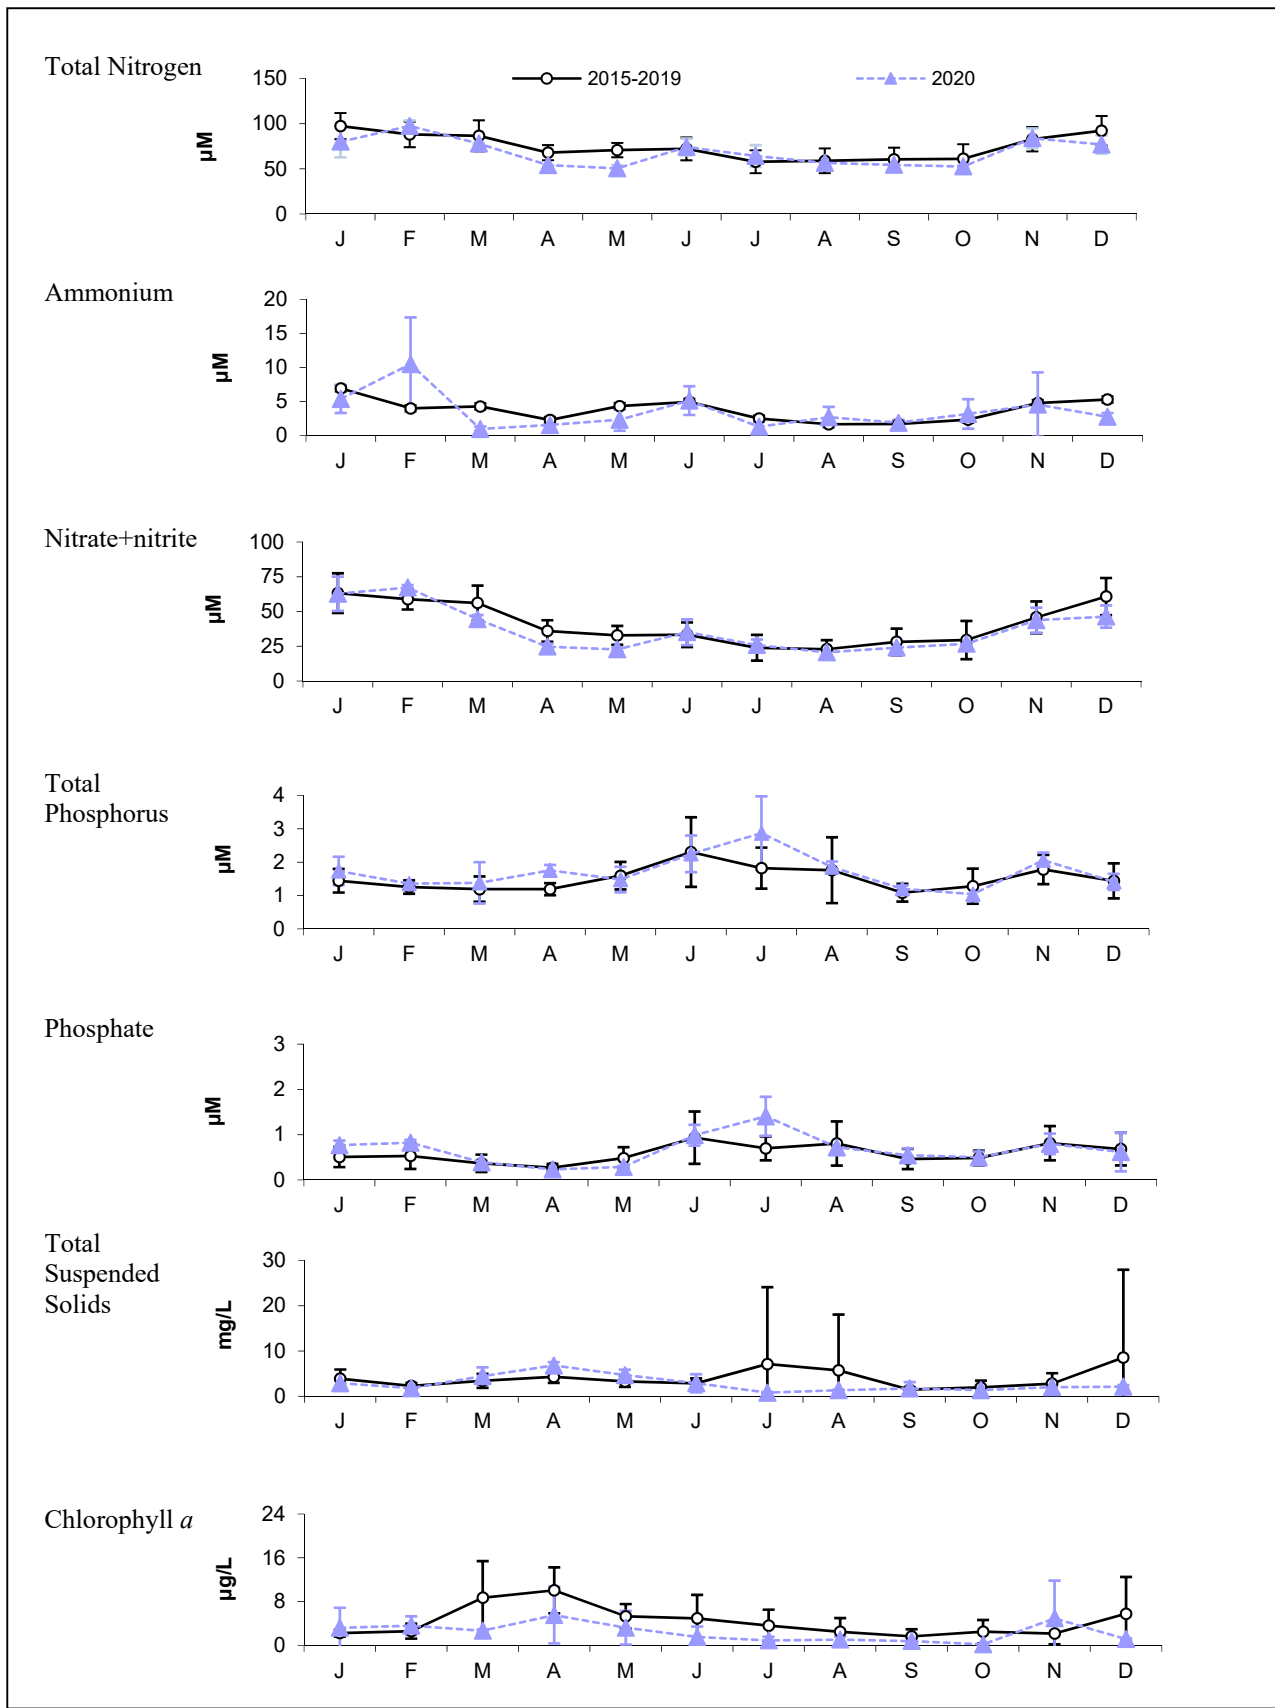 Total Nitrogen
2015-2019
2020
µM
150
100
50
0
J F M A M J J A S O N D
Ammonium
µM
20
15
10
5
0
J F M A M J J A S O N D
Nitrate+nitrite
µM
100
75
50
25
0
J F M A M J J A S O N D
Total
Phosphorus
µM
4
3
2
1
0
J F M A M J J A S O N D
Phosphate
µM
3
2
1
0
J F M A M J J A S O N D
Total
Suspended
Solids
mg/L
30
20
10
0
J F M A M J J A S O N D
Chlorophyll a
µg/L
24
16
8
0
J F M A M J J A S O N D